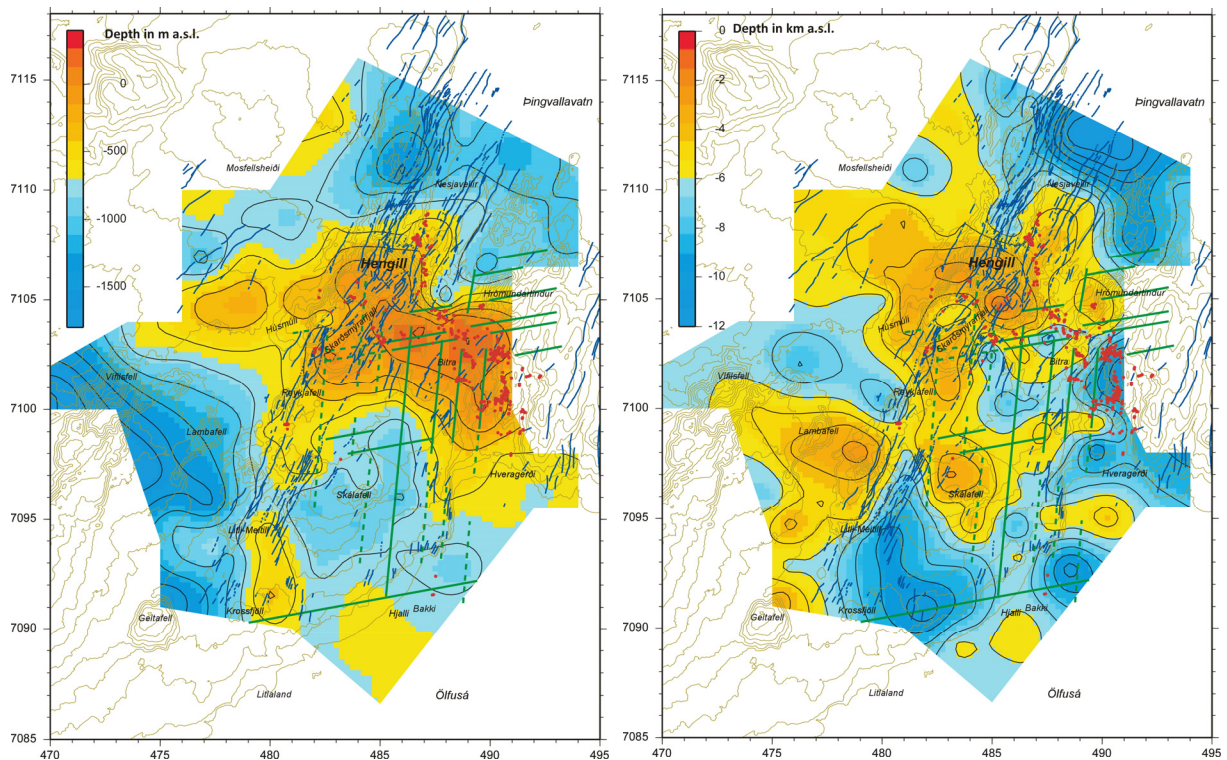 Depth in m a.s.l.
0
-500
-1000
-1500
7115
7110
7105
7100
7095
7090
7085
470
475
480
485
490
495
Þingvallavatn
Mosfellsheiði
Nesjavellir
Hengill
Hrómundartindur
Húsmúli
Skarðsmýrarfjall
Bitra
Vífilsfell
Reykjafell
Lambafell
Hveragerði
Skálafell
Litli-Meitill
Krossfjöll
Bakki
Hjalli
Geitafell
Litlaland
Ölfusá
Depth in km a.s.l.
0
-2
-4
-6
-8
-10
-12
7115
7110
7105
7100
7095
7090
7085
470
475
480
485
490
495
Þingvallavatn
Mosfellsheiði
Nesjavellir
Hengill
Hrómundartindur
Húsmúli
Skarðsmýrarfjall
Bitra
Vífilsfell
Reykjafell
Lambafell
Hveragerði
Skálafell
Litli-Meitill
Krossfjöll
Bakki
Hjalli
Geitafell
Litlaland
Ölfusá